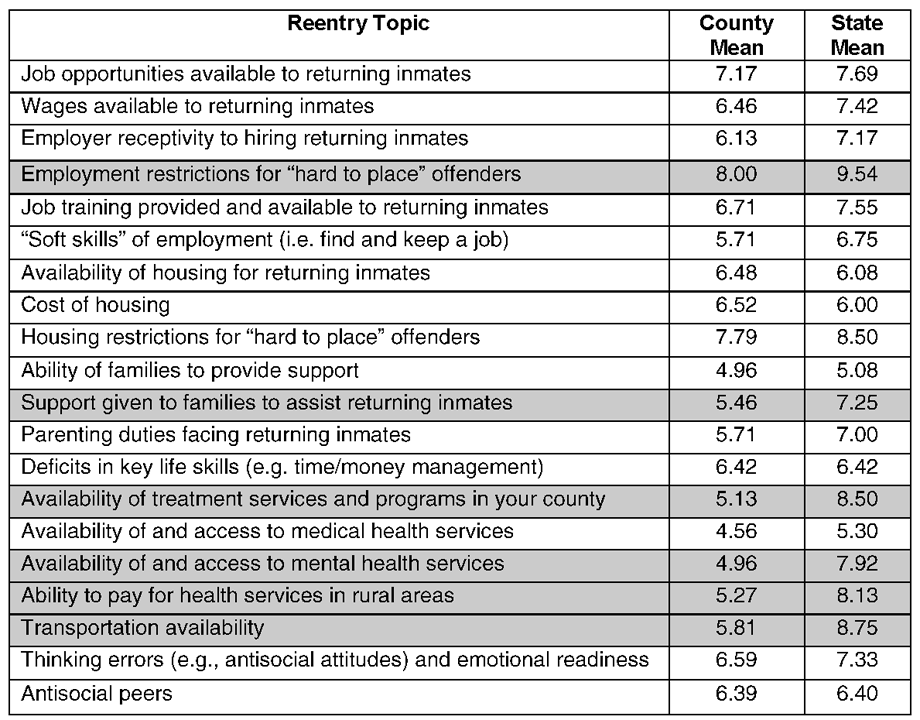 Reentry Topic County Mean State Mean
Job opportunities available to returning inmates 7.17 7.69
Wages available to returning inmates 6.46 7.42
Employer receptivity to hiring returning inmates 6.13 7.17
Employment restrictions for “hard to place” offenders 8.00 9.54
Job training provided and available to returning inmates 6.71 7.55
“Soft skills” of employment (i.e. find and keep a job) 5.71 6.75
Availability of housing for returning inmates 6.48 6.08
Cost of housing 6.52 6.00
Housing restrictions for “hard to place” offenders 7.79 8.50
Ability of families to provide support 4.96 5.08
Support given to families to assist returning inmates 5.46 7.25
Parenting duties facing returning inmates 5.71 7.00
Deficits in key life skills (e.g. time/money management) 6.42 6.42
Availability of treatment services and programs in your county 5.13 8.50
Availability of and access to medical health services 4.56 5.30
Availability of and access to mental health services 4.96 7.92
Ability to pay for health services in rural areas 5.27 8.13
Transportation availability 5.81 8.75
Thinking errors (e.g., antisocial attitudes) and emotional readiness 6.59 7.33
Antisocial peers 6.39 6.40